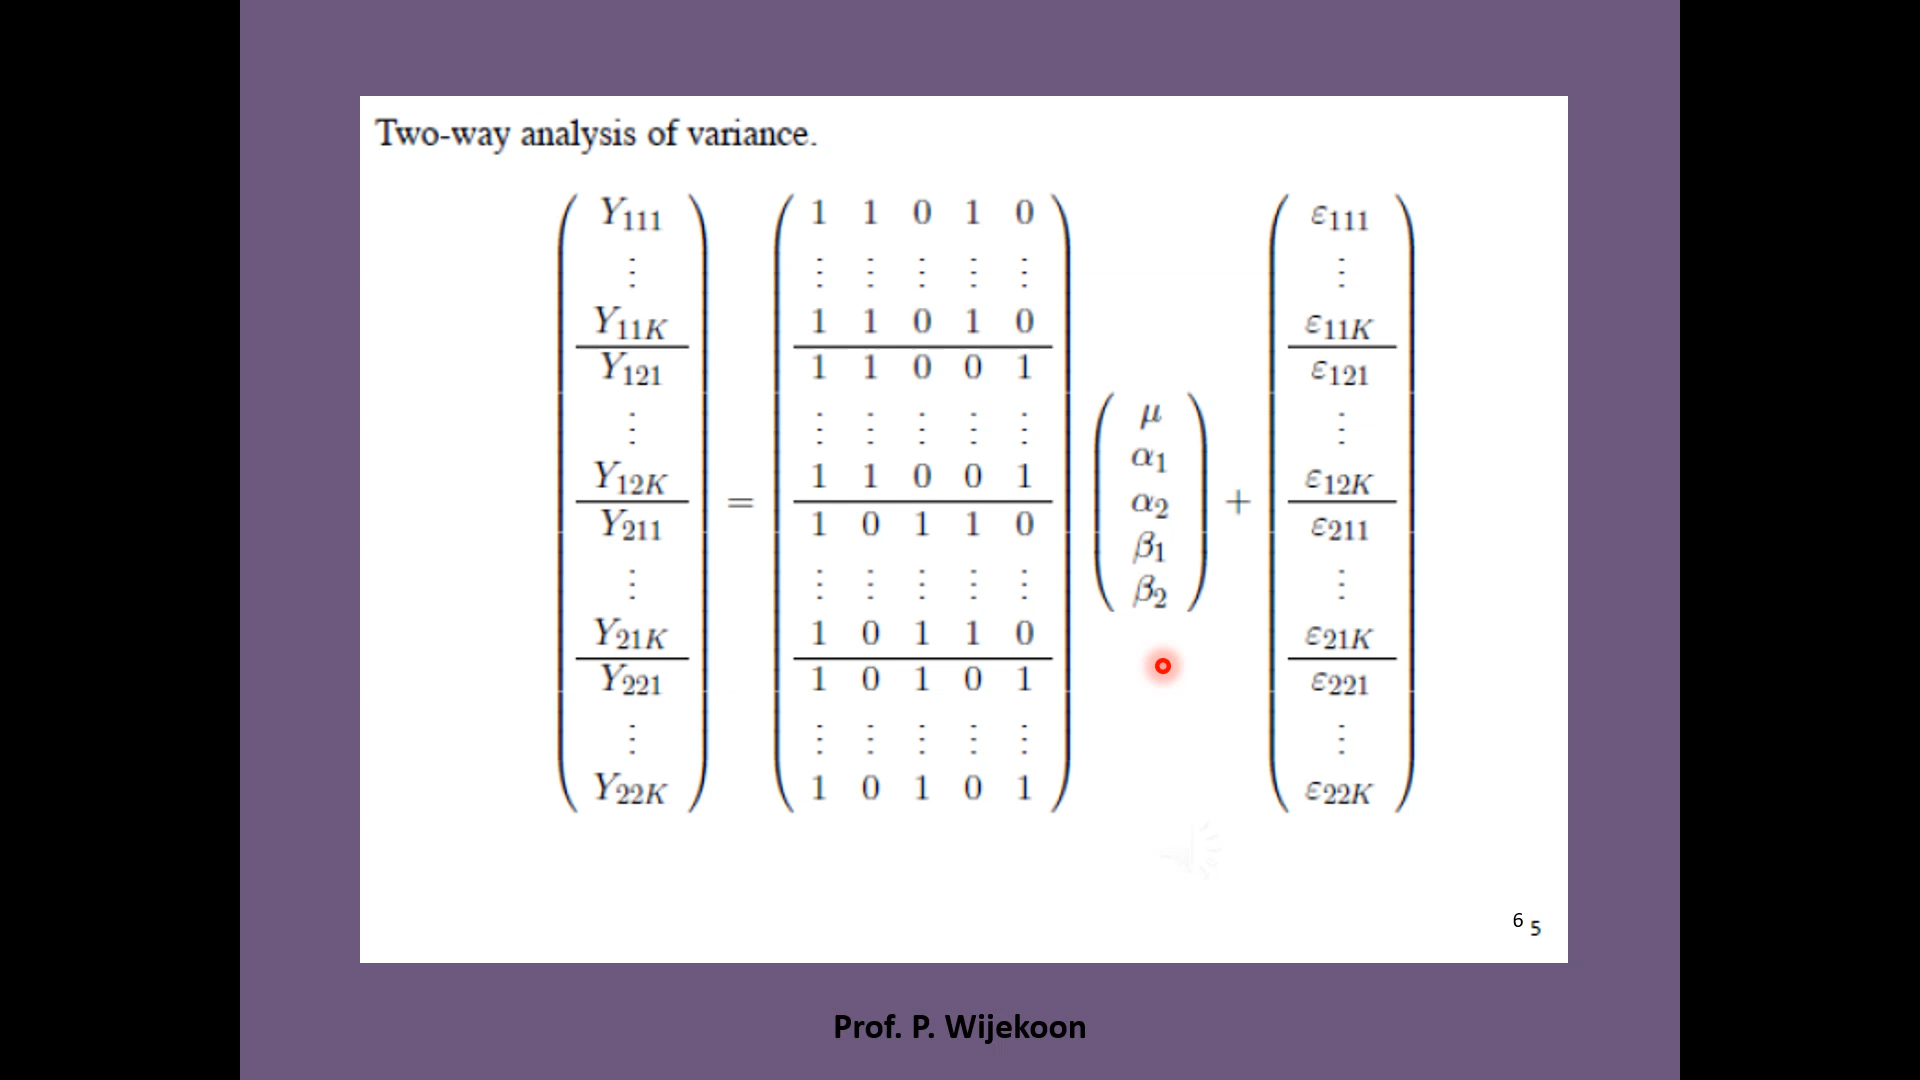 Two-way analysis of variance.
Y111 1 1 0 1 0 ε111
⋮ ⋮ ⋮ ⋮ ⋮ ⋮ ⋮
Y11K 1 1 0 1 0 ε11K
Y121 1 1 0 0 1 ε121
⋮ ⋮ ⋮ ⋮ ⋮ ⋮ μ ⋮
α1
Y12K 1 1 0 0 1 ε12K
= α2 +
Y211 1 0 1 1 0 ε211
β1
⋮ ⋮ ⋮ ⋮ ⋮ ⋮ β2 ⋮
Y21K 1 0 1 1 0 ε21K
Y221 1 0 1 0 1 ε221
⋮ ⋮ ⋮ ⋮ ⋮ ⋮ ⋮
Y22K 1 0 1 0 1 ε22K
6 5
Prof. P. Wijekoon